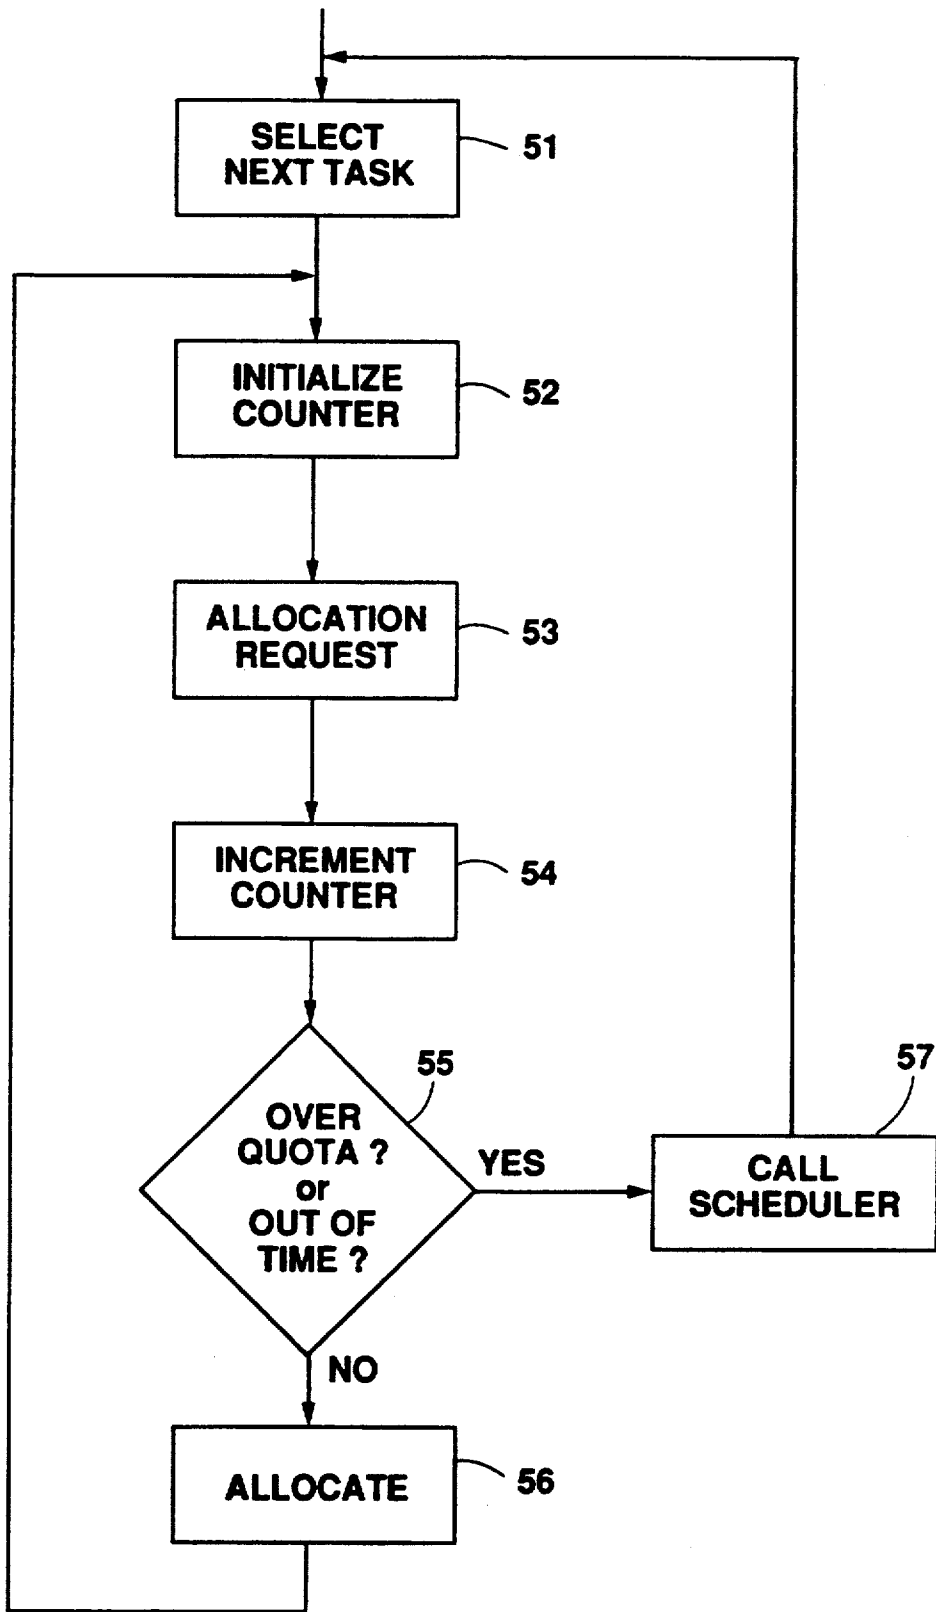 SELECT
NEXT TASK
51
INITIALIZE
COUNTER
52
ALLOCATION
REQUEST
53
INCREMENT
COUNTER
54
OVER
QUOTA ?
or
OUT OF
TIME ?
55
YES
CALL
SCHEDULER
57
NO
ALLOCATE
56